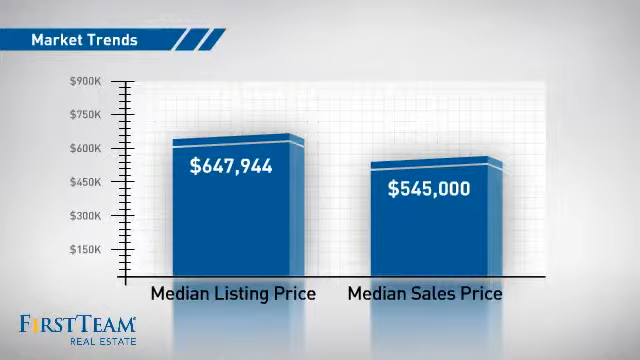 Market Trends
$900K
$750K
$600K
$450K
$300K
$150K
$647,944
$545,000
Median Listing Price
Median Sales Price
FIRSTTEAM®
REAL ESTATE